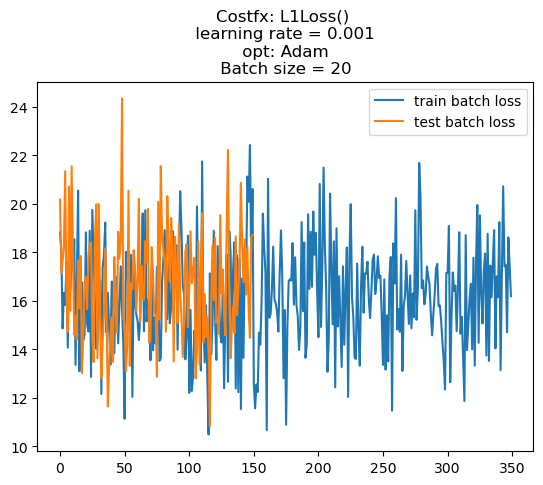 Costfx: L1Loss()
learning rate = 0.001
opt: Adam
Batch size = 20
train batch loss
test batch loss
24
22
20
18
16
14
12
10
0
50
100
150
200
250
300
350